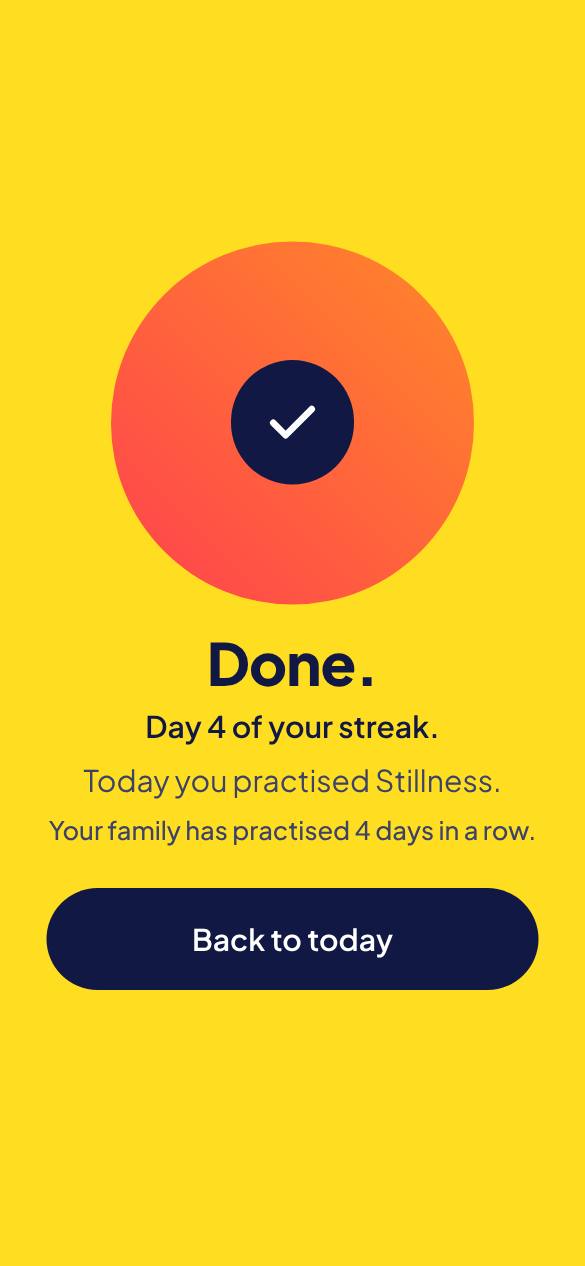 Done.
Day 4 of your streak.
Today you practised Stillness.
Your family has practised 4 days in a row.
Back to today